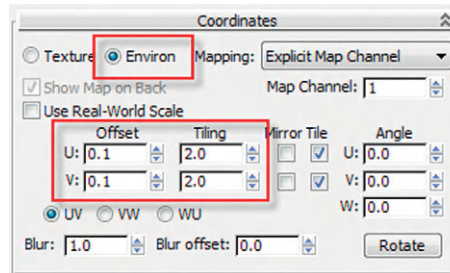 Coordinates
Texture Environ Mapping: Explicit Map Channel
Show Map on Back Map Channel: 1
Use Real-World Scale
Offset Tiling Mirror Tile Angle
U: 0.1 2.0 U: 0.0
V: 0.1 2.0 V: 0.0
W: 0.0
UV VW WU
Blur: 1.0 Blur offset: 0.0 Rotate